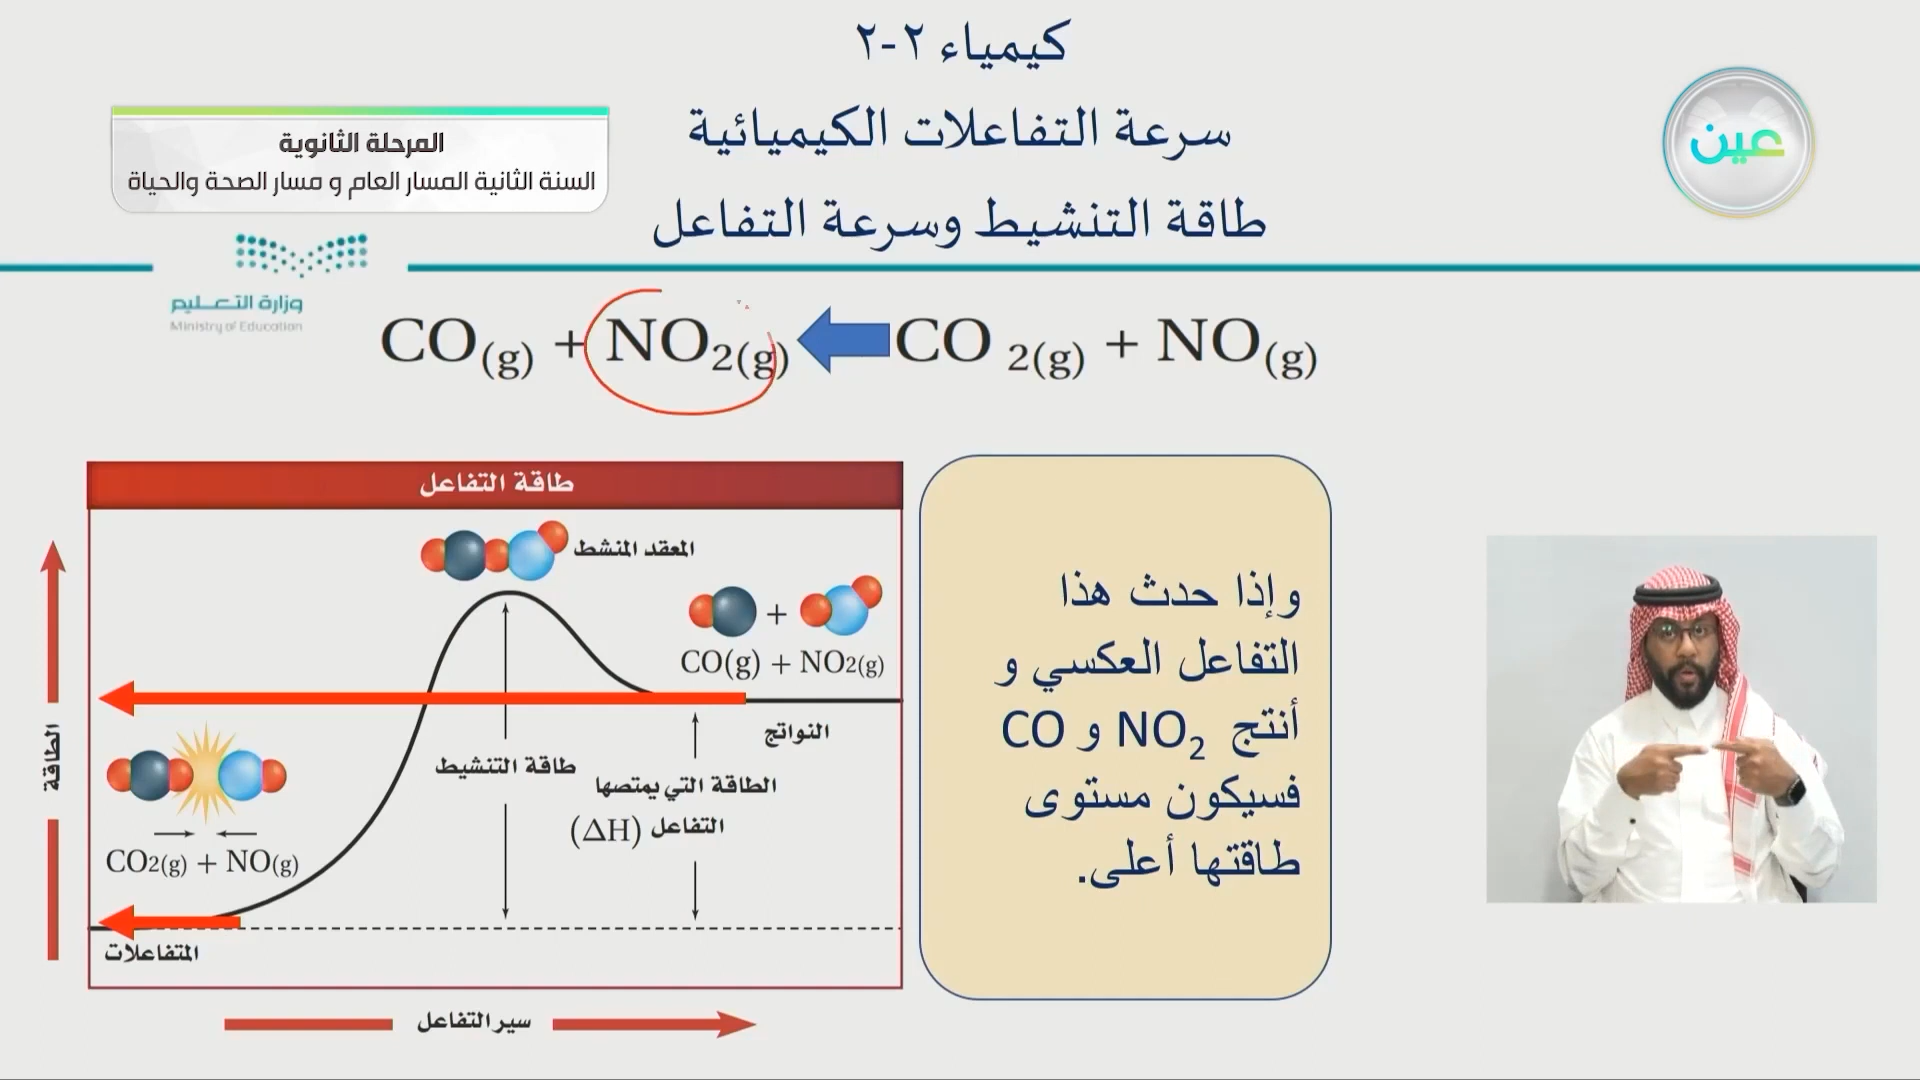 كيمياء ٢-٢
سرعة التفاعلات الكيميائية
طاقة التنشيط وسرعة التفاعل
عين
المرحلة الثانوية
السنة الثانية المسار العام و مسار الصحة والحياة
وزارة التعليم
Ministry of Education
CO(g) + NO2(g) CO 2(g) + NO(g)
وإذا حدث هذا
التفاعل العكسي و
أنتج NO2 و CO
فسيكون مستوى
طاقتها أعلى.
طاقة التفاعل
المعقد المنشط
CO(g) + NO2(g)
النواتج
طاقة التنشيط
الطاقة التي يمتصها
التفاعل (ΔH)
CO2(g) + NO(g)
المتفاعلات
الطاقة
سير التفاعل